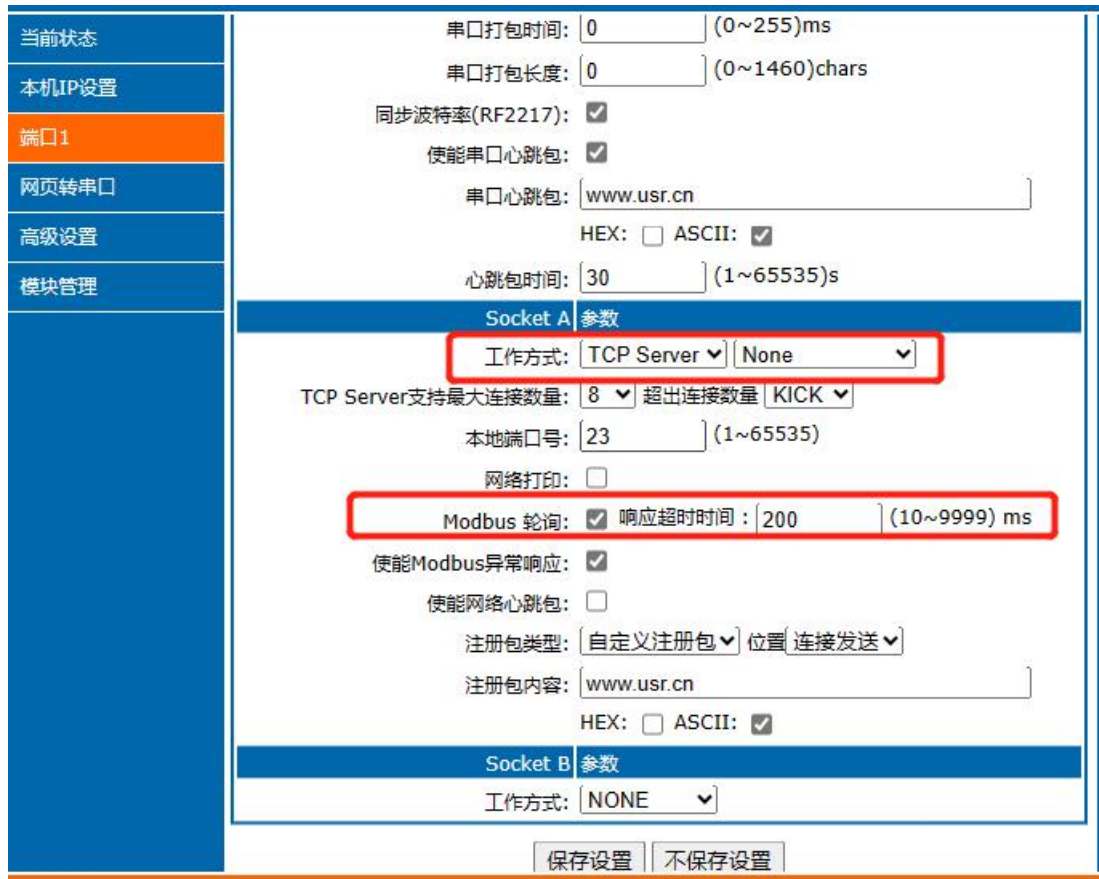 当前状态
本机IP设置
端口1
网页转串口
高级设置
模块管理
串口打包时间: 0 (0~255)ms
串口打包长度: 0 (0~1460)chars
同步波特率(RF2217):
使能串口心跳包:
串口心跳包: www.usr.cn
HEX: ASCII:
心跳包时间: 30 (1~65535)s
Socket A 参数
工作方式: TCP Server None
TCP Server支持最大连接数量: 8 超出连接数量 KICK
本地端口号: 23 (1~65535)
网络打印:
Modbus 轮询: 响应超时时间 : 200 (10~9999) ms
使能Modbus异常响应:
使能网络心跳包:
注册包类型: 自定义注册包 位置 连接发送
注册包内容: www.usr.cn
HEX: ASCII:
Socket B 参数
工作方式: NONE
保存设置 不保存设置